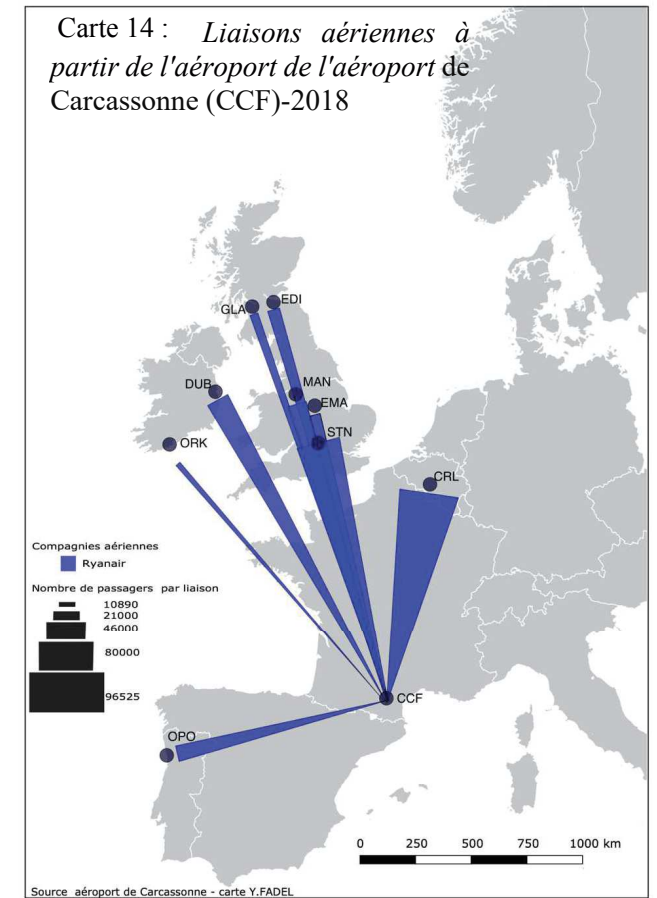 Carte 14 : Liaisons aériennes à
partir de l'aéroport de l'aéroport de
Carcassonne (CCF)-2018
GLA
EDI
DUB
MAN
EMA
ORK
STN
CRL
Compagnies aériennes
Ryanair
Nombre de passagers par liaison
10890
21000
46000
80000
96525
CCF
OPO
0 250 500 750 1000 km
Source aéroport de Carcassonne - carte Y.FADEL